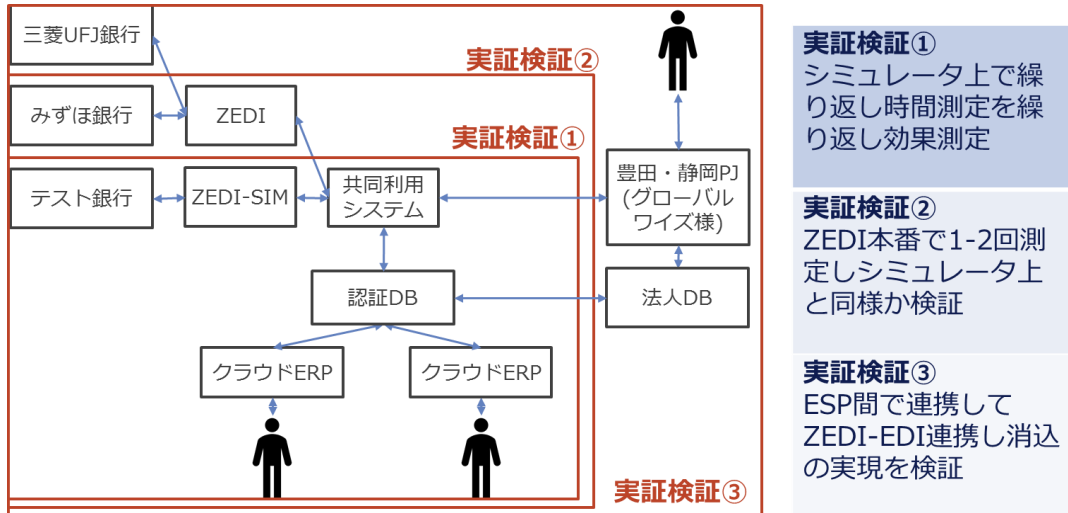 三菱UFJ銀行
実証検証②
みずほ銀行
ZEDI
実証検証①
テスト銀行
ZEDI-SIM
共同利用
システム
豊田・静岡PJ
(グローバル
ワイズ様)
認証DB
法人DB
クラウドERP
クラウドERP
実証検証③
実証検証①
シミュレータ上で繰
り返し時間測定を繰
り返し効果測定
実証検証②
ZEDI本番で1-2回測
定しシミュレータ上
と同様か検証
実証検証③
ESP間で連携して
ZEDI-EDI連携し消込
の実現を検証